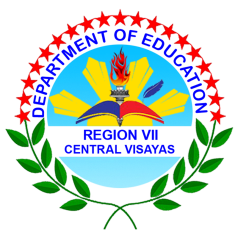 DEPARTMENT OF EDUCATION
REGION VII
CENTRAL VISAYAS